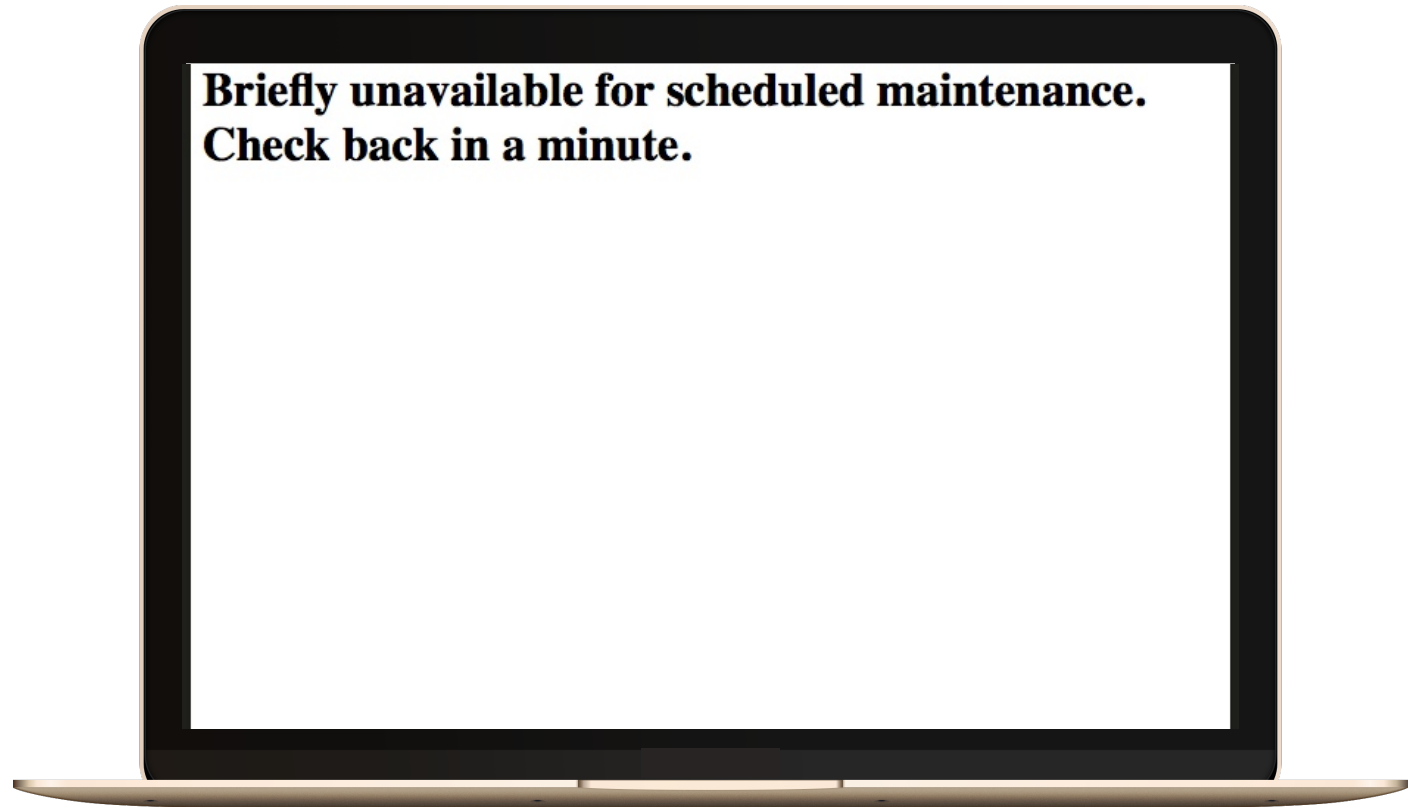 Briefly unavailable for scheduled maintenance.
Check back in a minute.